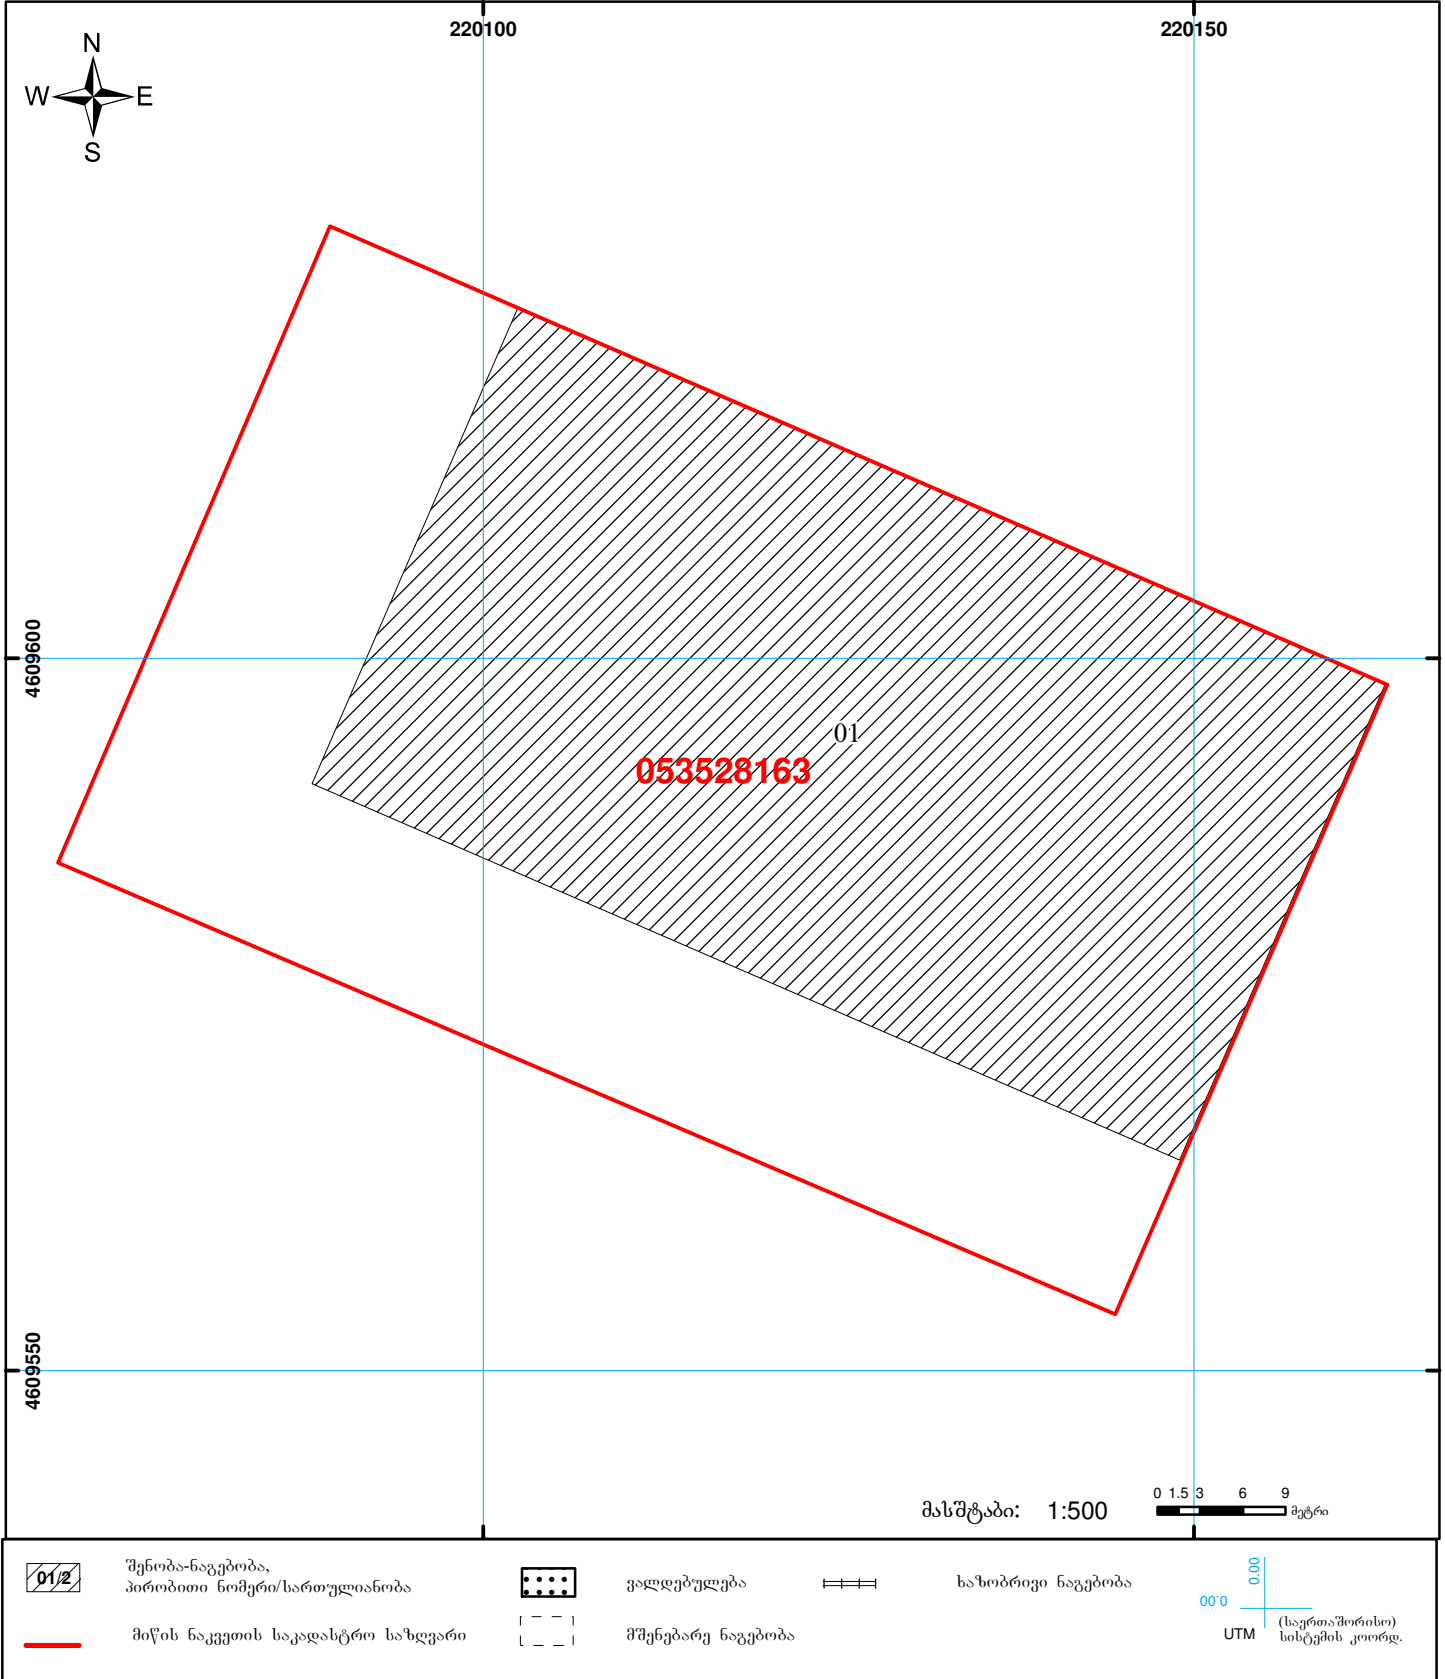 220100
220150
N
W E
S
4609600
01
053528163
4609550
მასშტაბი: 1:500
0 1.5 3 6 9
მეტრი
01/2
შენობა-ნაგებობა,
პირობითი ნომერი/სართულიანობა
ვალდებულება
ხაზობრივი ნაგებობა
მიწის ნაკვეთის საკადასტრო საზღვარი
მშენებარე ნაგებობა
0.00
00.0
UTM
(საერთაშორისო)
სისტემის კოორდ.